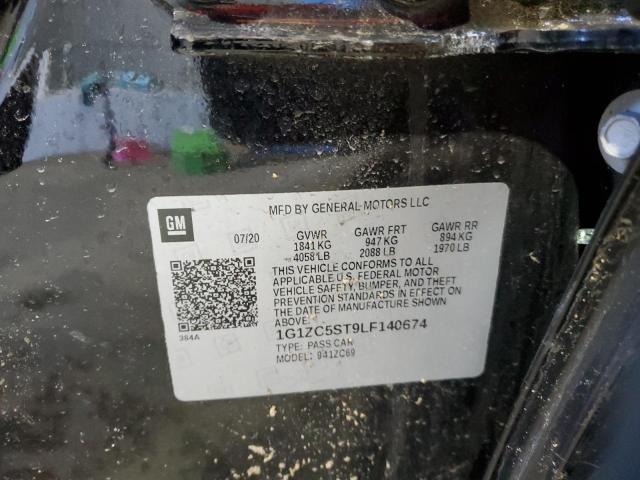 MFD BY GENERAL MOTORS LLC
GM
07/20 GVWR GAWR FRT GAWR RR
1841 KG 947 KG 894 KG
4058 LB 2088 LB 1970 LB
THIS VEHICLE CONFORMS TO ALL
APPLICABLE U.S. FEDERAL MOTOR
VEHICLE SAFETY, BUMPER, AND THEFT
PREVENTION STANDARDS IN EFFECT ON
THE DATE OF MANUFACTURE SHOWN
ABOVE.
384A
1G1ZC5ST9LF140674
TYPE: PASS CAR
MODEL: 941ZC69